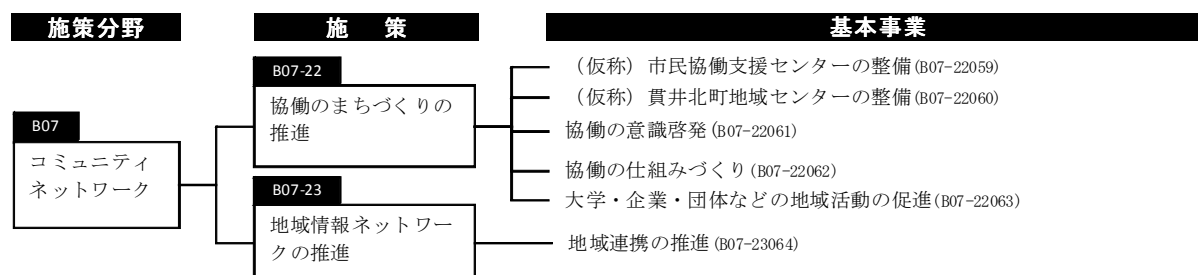 施策分野
施　策
基本事業
B07
コミュニティ
ネットワーク
B07-22
協働のまちづくりの
推進
B07-23
地域情報ネットワー
クの推進
（仮称）市民協働支援センターの整備(B07-22059)
（仮称）貫井北町地域センターの整備(B07-22060)
協働の意識啓発(B07-22061)
協働の仕組みづくり(B07-22062)
大学・企業・団体などの地域活動の促進(B07-22063)
地域連携の推進(B07-23064)